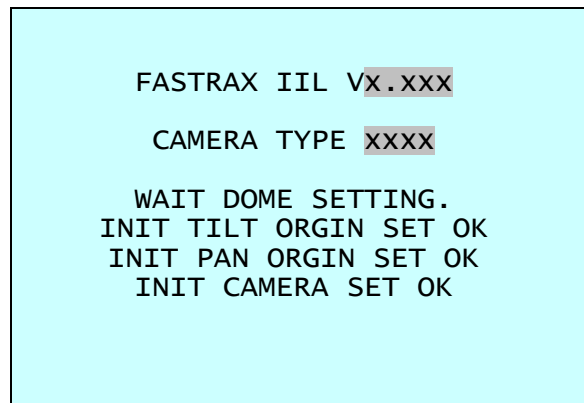 FASTRAX IIL Vx.xxx
CAMERA TYPE xxxx
WAIT DOME SETTING.
INIT TILT ORGIN SET OK
INIT PAN ORGIN SET OK
INIT CAMERA SET OK